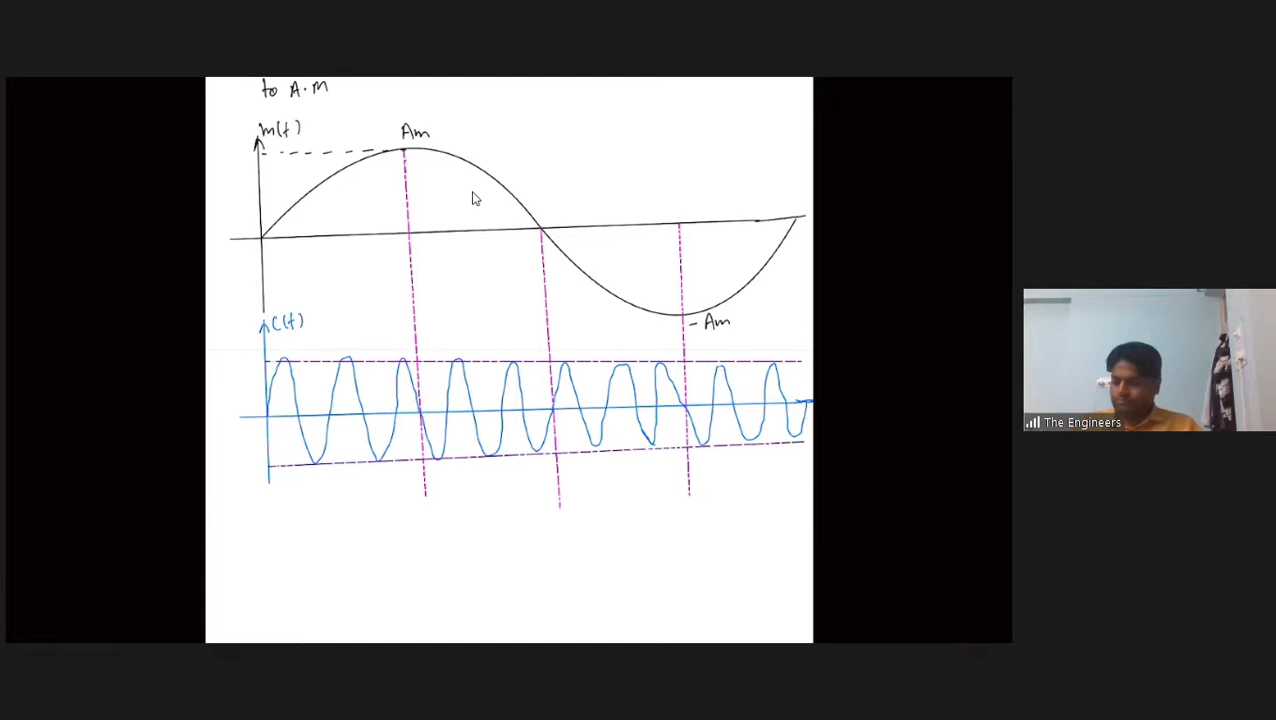 to A.M
m(t)
Am
- Am
C(t)
The Engineers